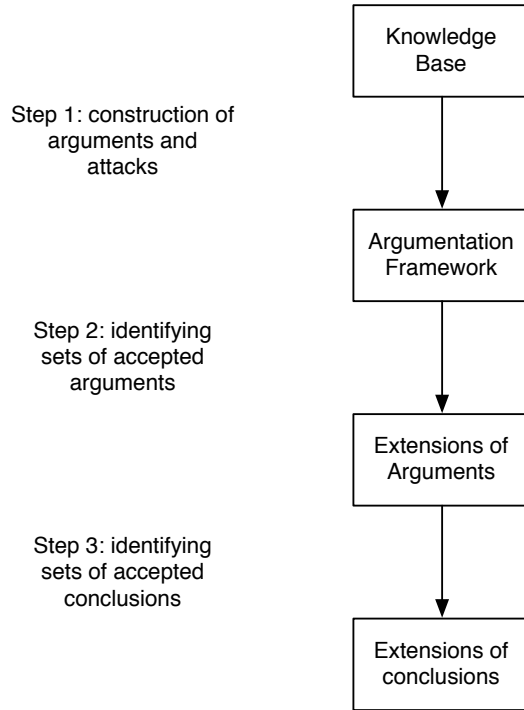 Knowledge
Base
Step 1: construction of
arguments and
attacks
Argumentation
Framework
Step 2: identifying
sets of accepted
arguments
Extensions of
Arguments
Step 3: identifying
sets of accepted
conclusions
Extensions of
conclusions